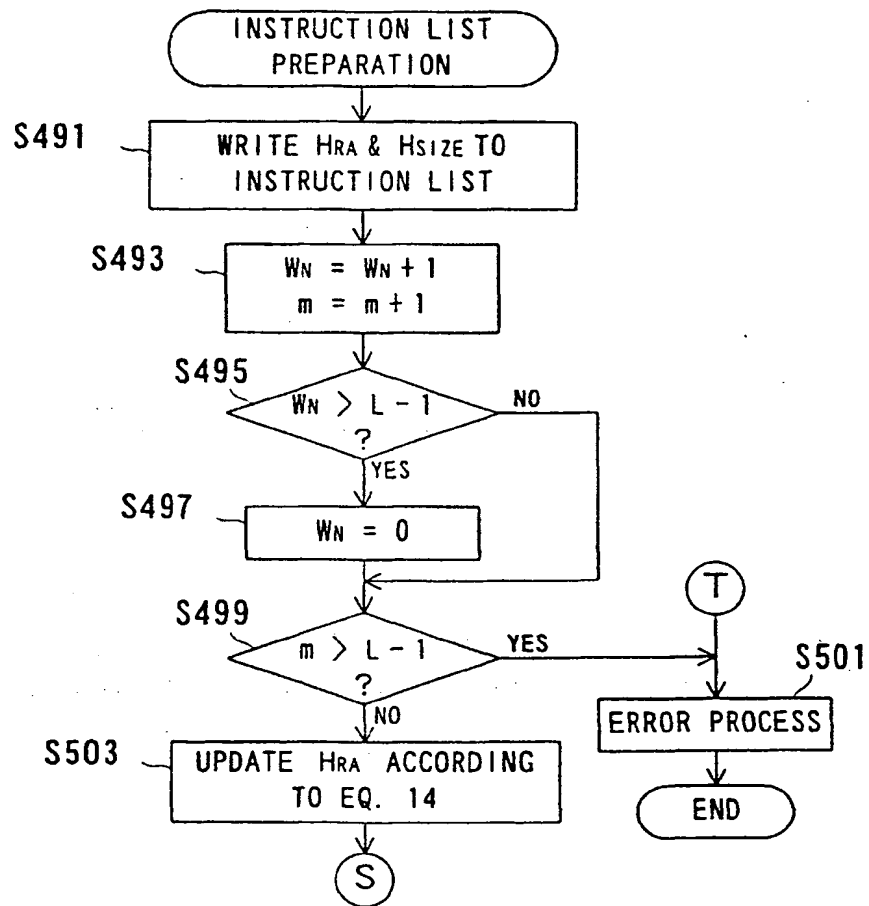 INSTRUCTION LIST
PREPARATION
S491
WRITE HRA & HSIZE TO
INSTRUCTION LIST
S493
WN = WN + 1
m = m + 1
S495
WN > L - 1
?
NO
YES
S497
WN = 0
T
S499
m > L - 1
?
YES
NO
S501
ERROR PROCESS
S503
UPDATE HRA ACCORDING
TO EQ. 14
END
S